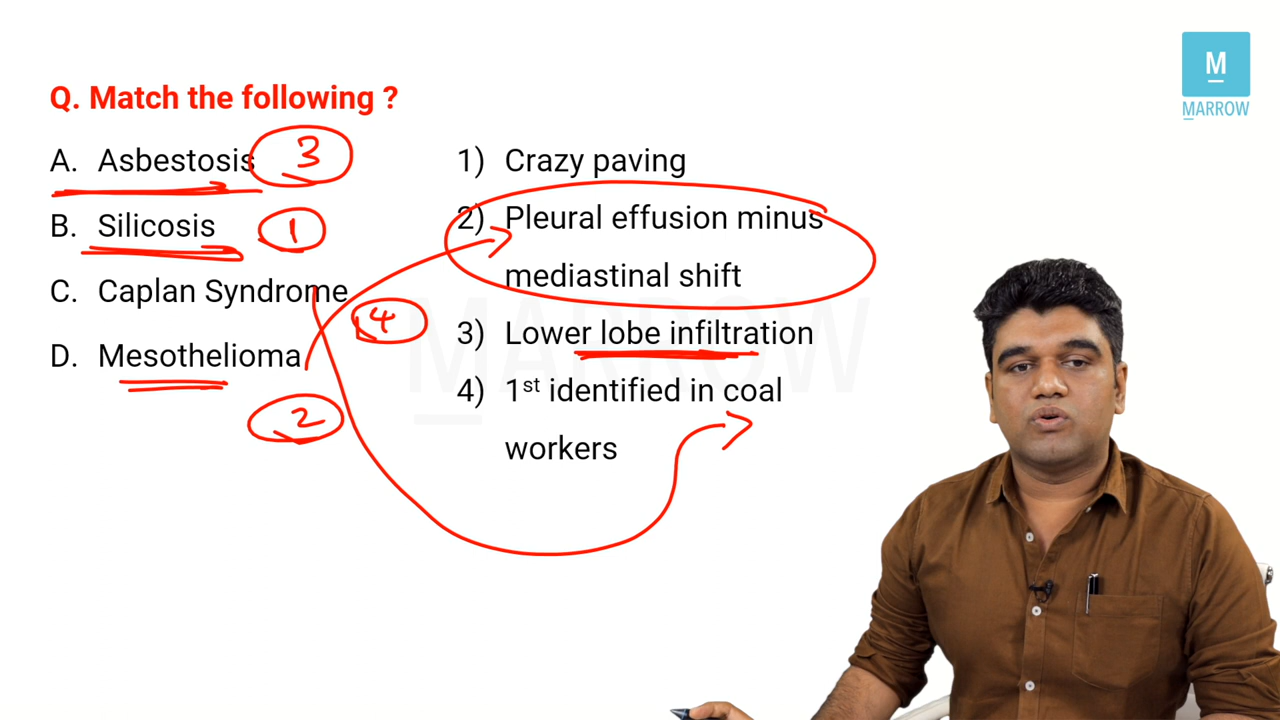 M
MARROW
Q. Match the following ?
A. Asbestosis 3
B. Silicosis 1
C. Caplan Syndrome 4
D. Mesothelioma 2
1) Crazy paving
2) Pleural effusion minus
mediastinal shift
3) Lower lobe infiltration
4) 1st identified in coal
workers
M MARROW